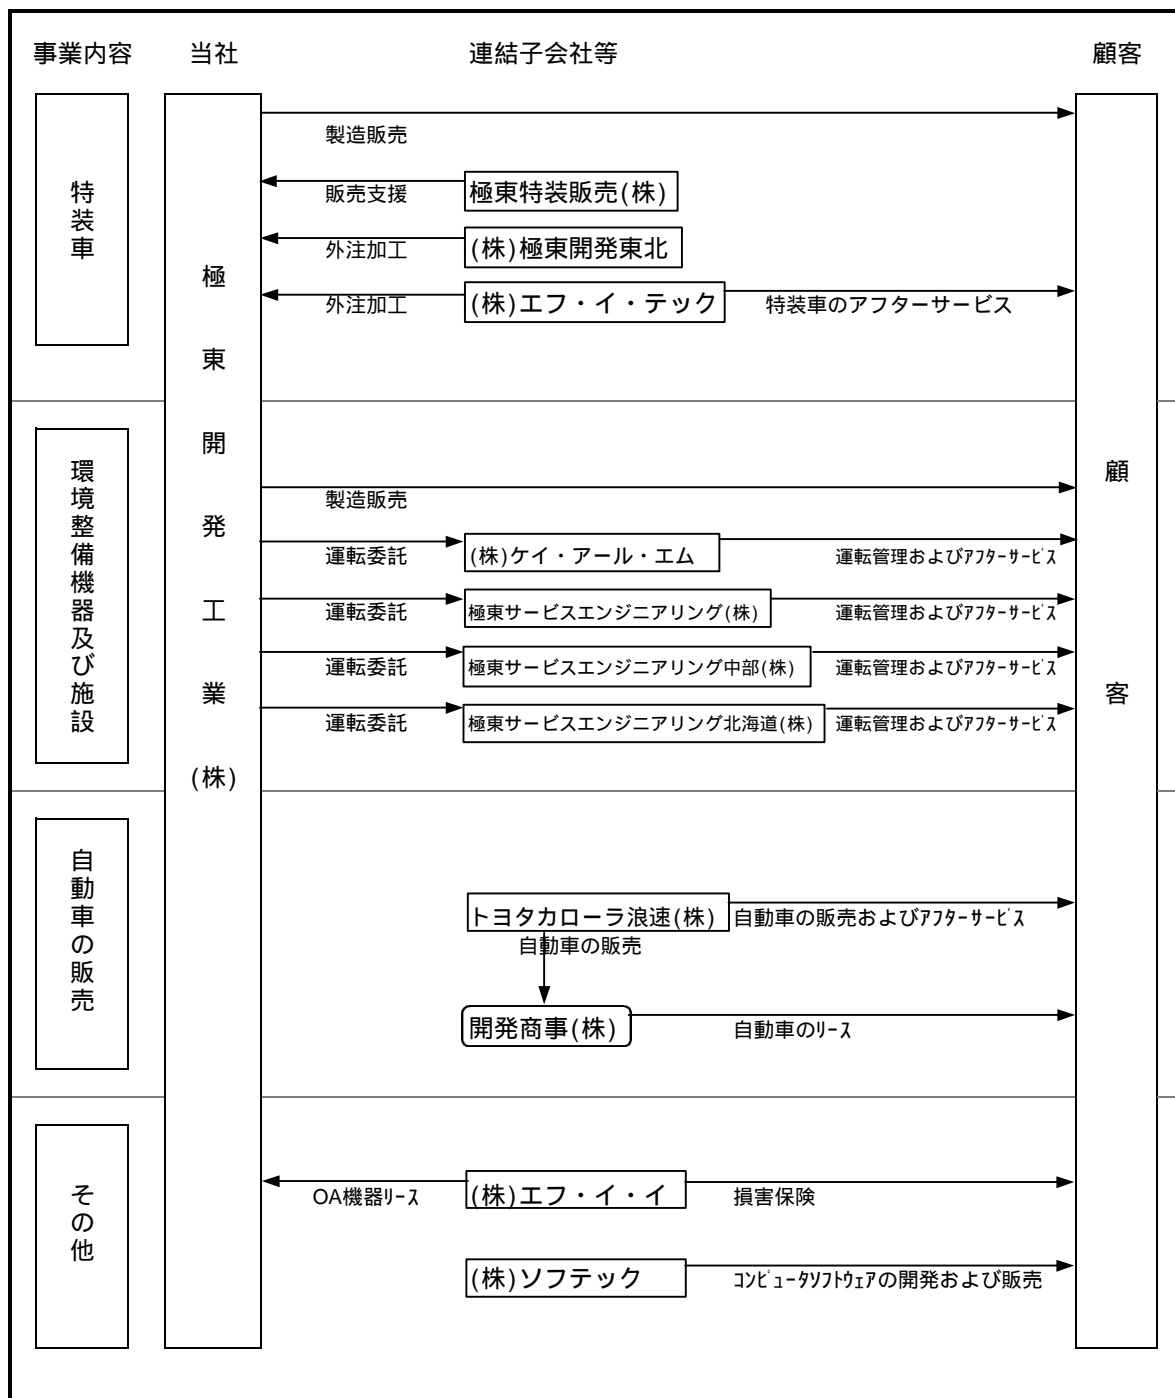 事業内容 当社 連結子会社等 顧客
特装車
極東開発工業(株)
顧客
製造販売
販売支援 極東特装販売(株)
外注加工 (株)極東開発東北
外注加工 (株)エフ・イ・テック 特装車のアフターサービス
環境整備機器及び施設
製造販売
運転委託 (株)ケイ・アール・エム 運転管理およびｱﾌﾀｰｻｰﾋﾞｽ
運転委託 極東サービスエンジニアリング(株) 運転管理およびｱﾌﾀｰｻｰﾋﾞｽ
運転委託 極東サービスエンジニアリング中部(株) 運転管理およびｱﾌﾀｰｻｰﾋﾞｽ
運転委託 極東サービスエンジニアリング北海道(株) 運転管理およびｱﾌﾀｰｻｰﾋﾞｽ
自動車の販売
トヨタカローラ浪速(株) 自動車の販売およびｱﾌﾀｰｻｰﾋﾞｽ
自動車の販売
開発商事(株) 自動車のﾘｰｽ
その他
OA機器ﾘｰｽ (株)エフ・イ・イ 損害保険
(株)ソフテック ｺﾝﾋﾟｭｰﾀｿﾌﾄｳｪｱの開発および販売